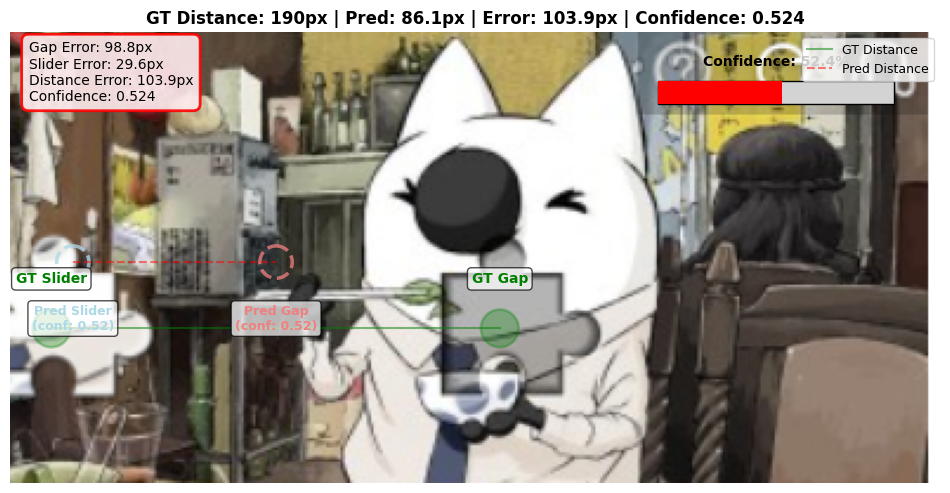 GT Distance: 190px | Pred: 86.1px | Error: 103.9px | Confidence: 0.524
Gap Error: 98.8px
Slider Error: 29.6px
Distance Error: 103.9px
Confidence: 0.524
Confidence: 52.4%
GT Distance
Pred Distance
GT Slider
GT Gap
Pred Slider
(conf: 0.52)
Pred Gap
(conf: 0.52)